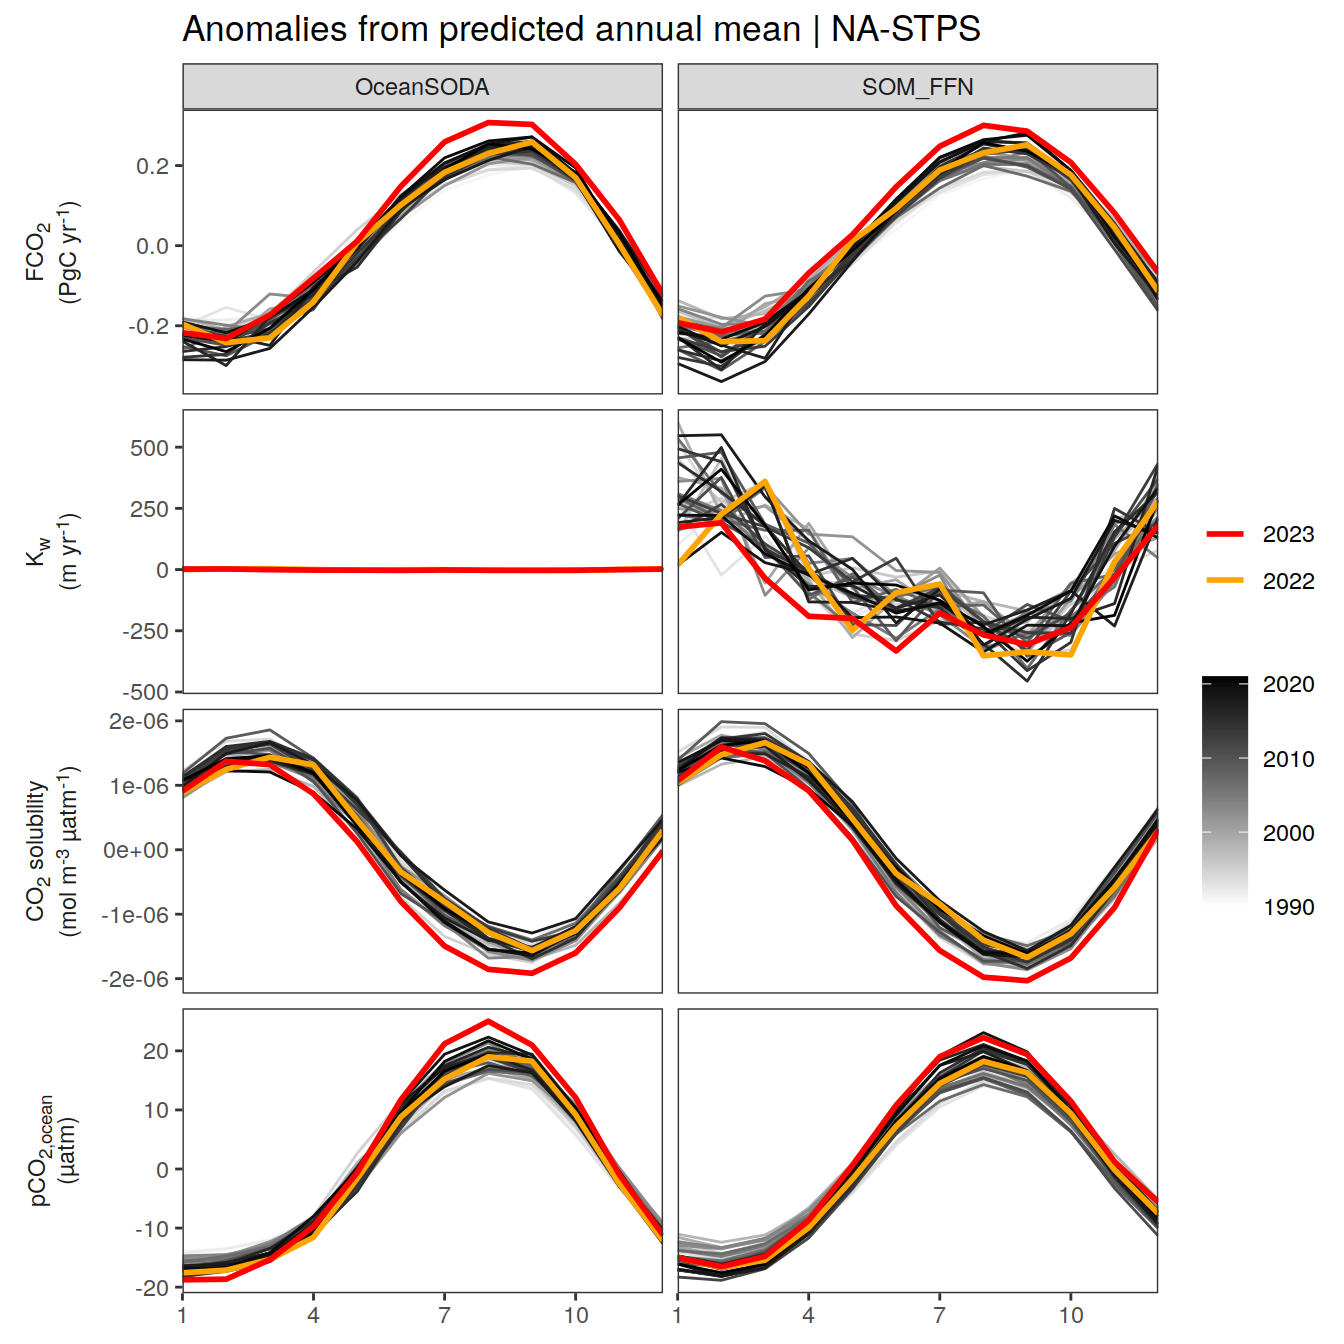 Anomalies from predicted annual mean | NA-STPS
OceanSODA
SOM_FFN
FCO₂
(PgC yr⁻¹)
0.2
0.0
-0.2
K_w
(m yr⁻¹)
500
250
0
-250
-500
CO₂ solubility
(mol m⁻³ µatm⁻¹)
2e-06
1e-06
0e+00
-1e-06
-2e-06
pCO₂,ocean
(µatm)
20
10
0
-10
-20
1 4 7 10
1 4 7 10
2023
2022
2020
2010
2000
1990